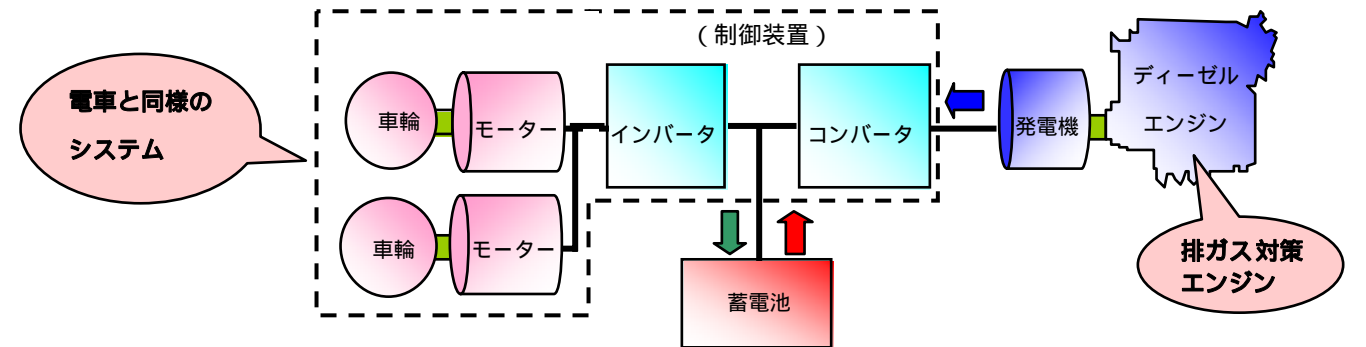 （制御装置）
電車と同様の
システム
車輪
モーター
インバータ
コンバータ
発電機
ディーゼル
エンジン
車輪
モーター
蓄電池
排ガス対策
エンジン